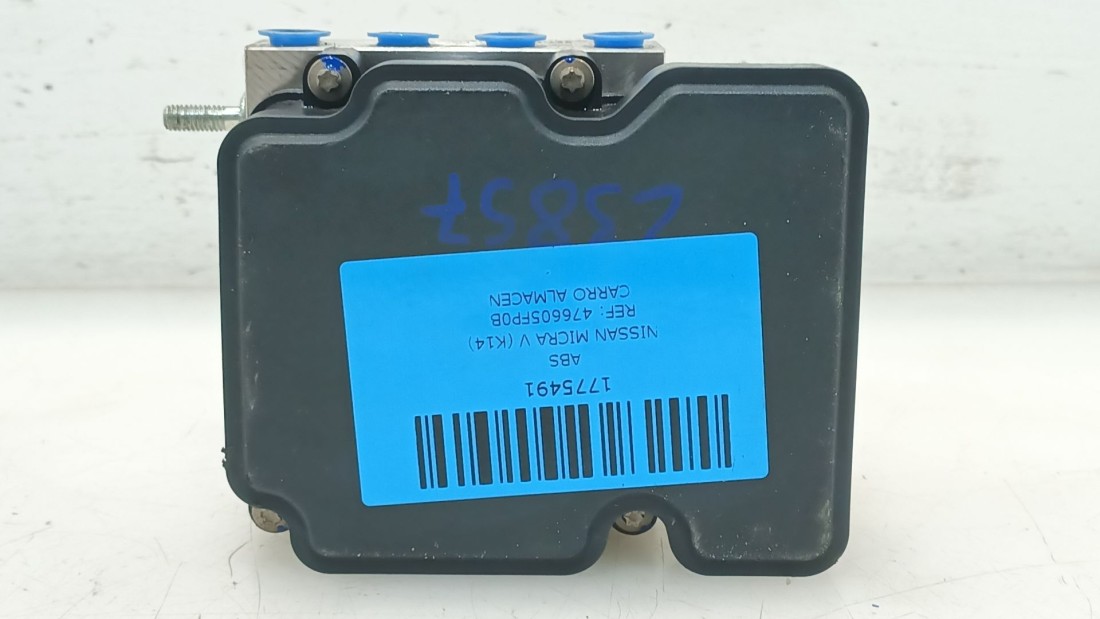 1775491
ABS
NISSAN MICRA V (K14)
REF: 476605FP0B
CARRO ALMACEN